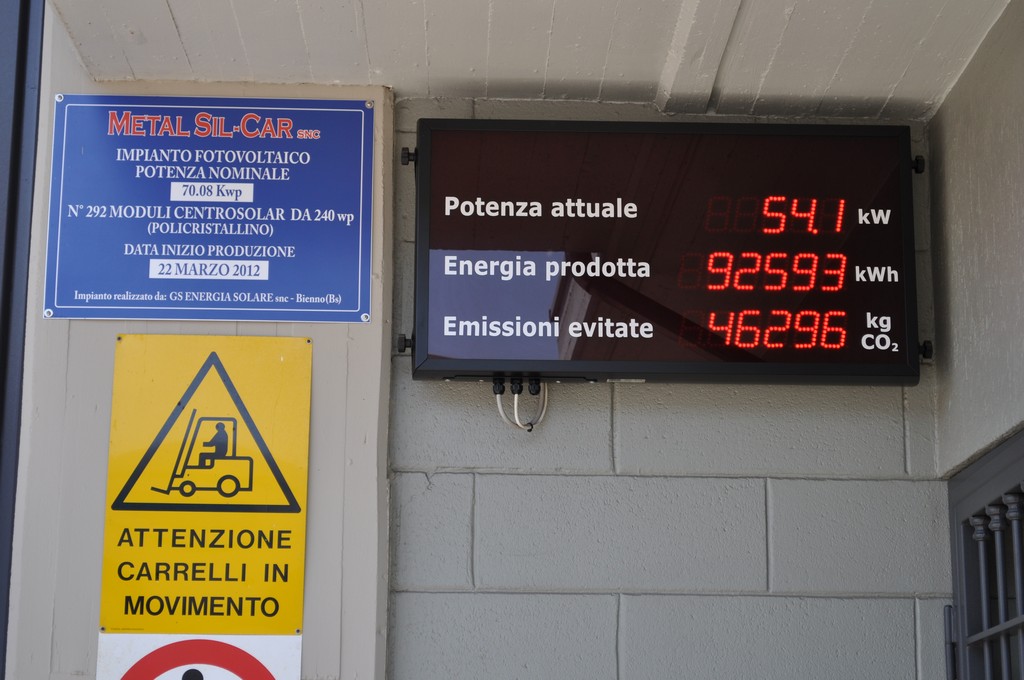 METAL SIL-CAR SNC
IMPIANTO FOTOVOLTAICO
POTENZA NOMINALE
70.08 Kwp
N° 292 MODULI CENTROSOLAR DA 240 wp
(POLICRISTALLINO)
DATA INIZIO PRODUZIONE
22 MARZO 2012
Impianto realizzato da: GS ENERGIA SOLARE snc - Bienno(Bs)
Potenza attuale 54.1 kW
Energia prodotta 92593 kWh
Emissioni evitate 46296 kg CO₂
ATTENZIONE
CARRELLI IN
MOVIMENTO